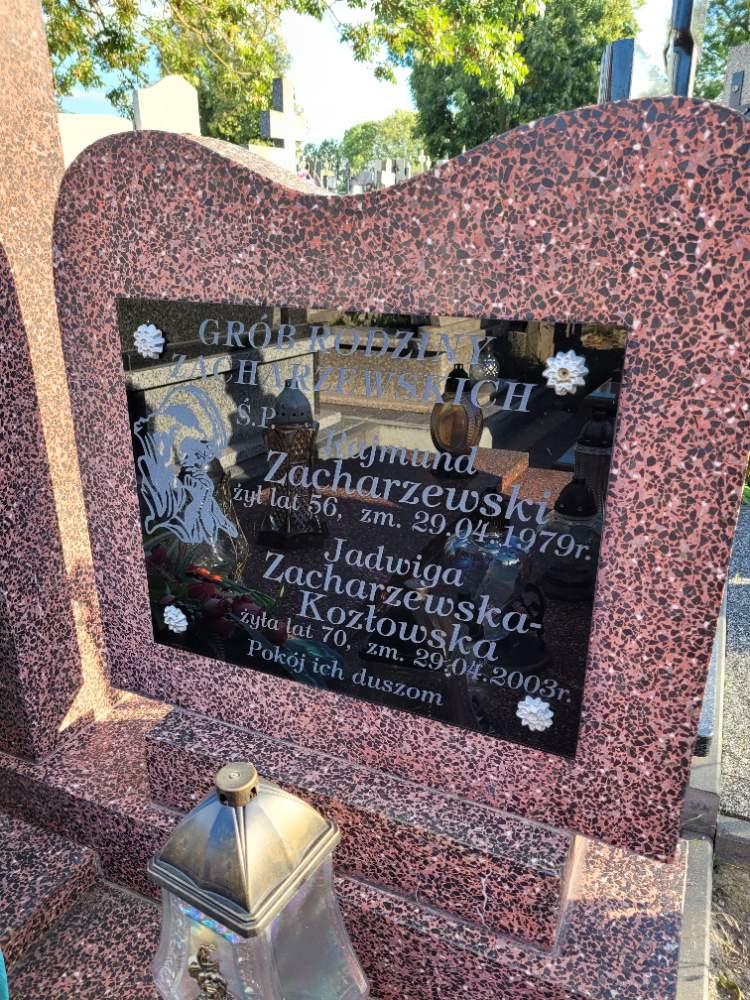 GRÓB RODZINY
ZACHARZEWSKICH
Ś.P.
Rajmund
Zacharzewski
żył lat 56, zm. 29.04.1979r.
Jadwiga
Zacharzewska-
Kozłowska
żyła lat 70, zm. 29.04.2003r.
Pokój ich duszom